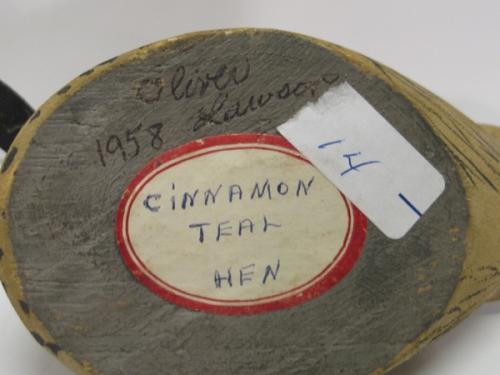 Oliver
Lawson
1958
CINNAMON
TEAL
HEN
14